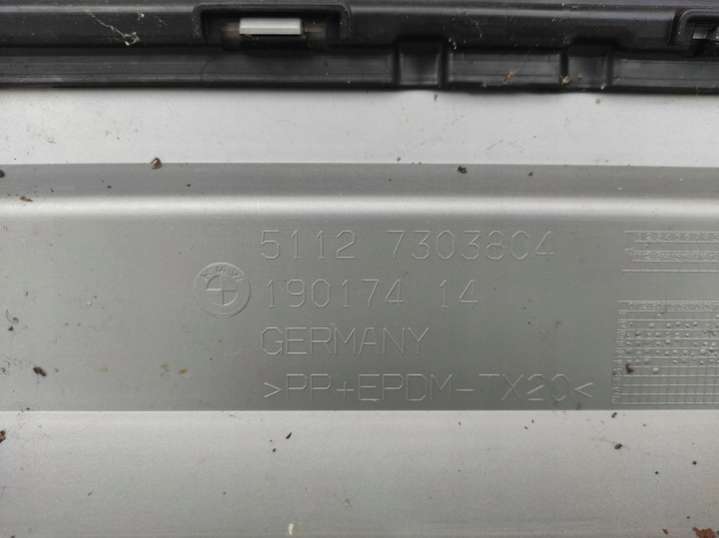 5112 7303804
190174 14
GERMANY
>PP+EPDM-TX20<